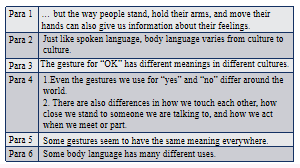 Para 1 … but the way people stand, hold their arms, and move their
hands can also give us information about their feelings.
Para 2 Just like spoken language, body language varies from culture to
culture.
Para 3 The gesture for “OK” has different meanings in different cultures.
Para 4 1.Even the gestures we use for “yes” and “no” differ around the
world.
2. There are also differences in how we touch each other, how
close we stand to someone we are talking to, and how we act
when we meet or part.
Para 5 Some gestures seem to have the same meaning everywhere.
Para 6 Some body language has many different uses.